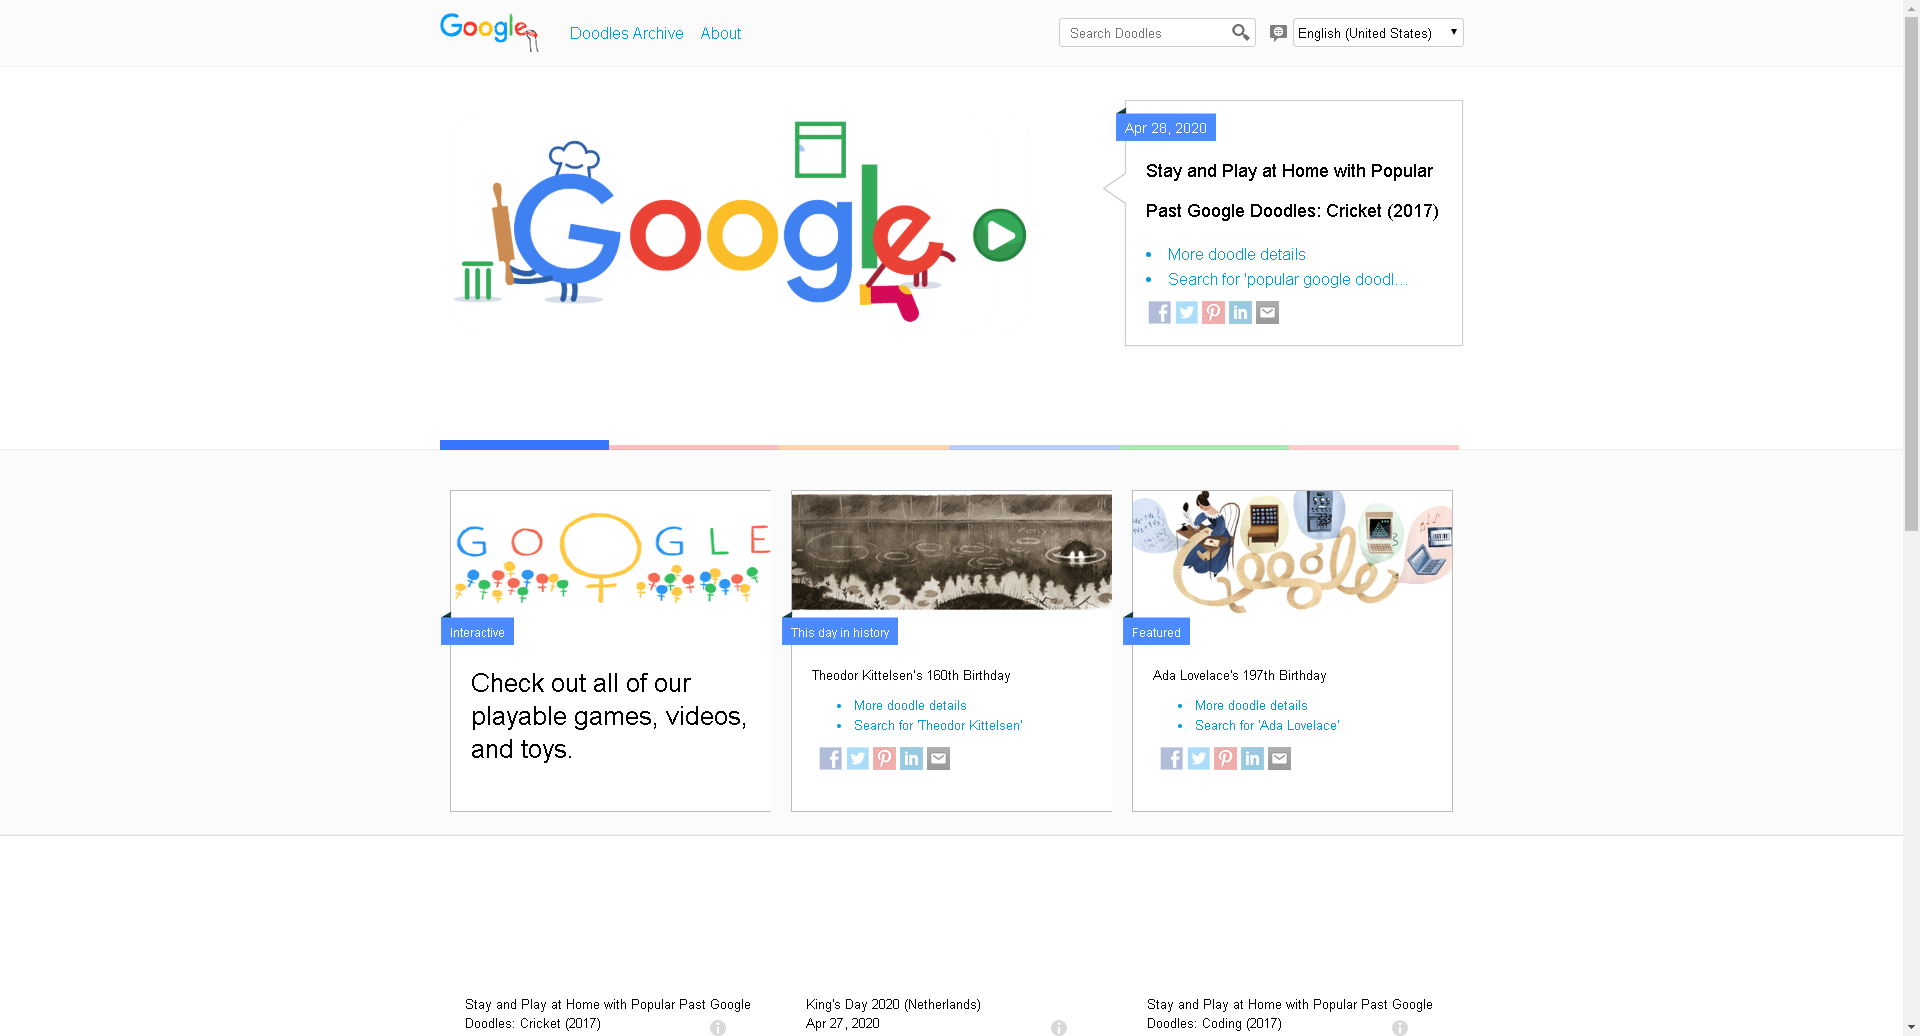 Google
Doodles Archive
About
Search Doodles
English (United States)
Google
Apr 28, 2020
Stay and Play at Home with Popular
Past Google Doodles: Cricket (2017)
More doodle details
Search for 'popular google doodl...
GOOGLE
Interactive
Check out all of our
playable games, videos,
and toys.
This day in history
Theodor Kittelsen's 160th Birthday
More doodle details
Search for 'Theodor Kittelsen'
Google
Featured
Ada Lovelace's 197th Birthday
More doodle details
Search for 'Ada Lovelace'
Stay and Play at Home with Popular Past Google
Doodles: Cricket (2017)
King's Day 2020 (Netherlands)
Apr 27, 2020
Stay and Play at Home with Popular Past Google
Doodles: Coding (2017)